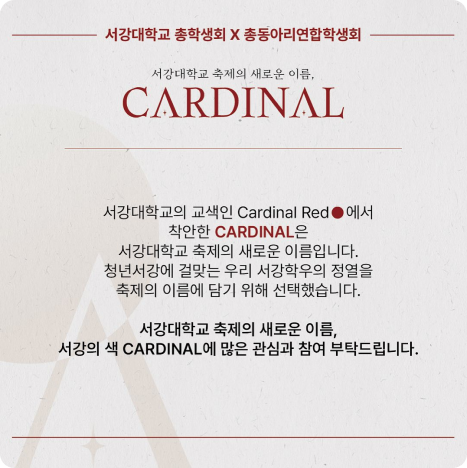 서강대학교 총학생회 X 총동아리연합학생회
서강대학교 축제의 새로운 이름,
CARDINAL
서강대학교의 교색인 Cardinal Red●에서
착안한 CARDINAL은
서강대학교 축제의 새로운 이름입니다.
청년서강에 걸맞는 우리 서강학우의 정열을
축제의 이름에 담기 위해 선택했습니다.
서강대학교 축제의 새로운 이름,
서강의 색 CARDINAL에 많은 관심과 참여 부탁드립니다.